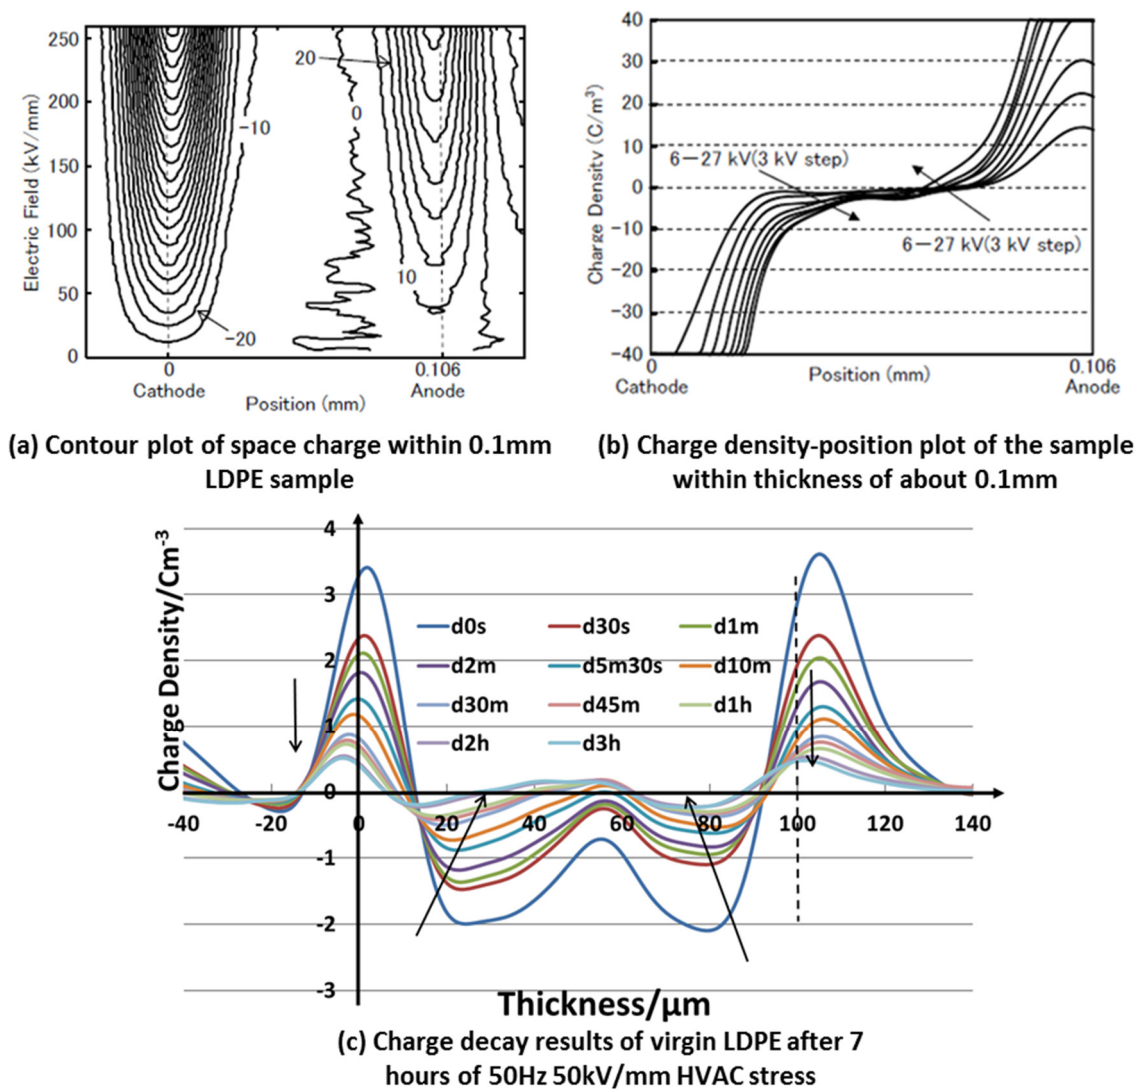 250
200
150
100
50
0
Electric Field (kV/mm)
20
0
-10
10
-20
0
Cathode
0.106
Anode
Position (mm)
40
30
20
10
0
-10
-20
-30
-40
Charge Density (C/m³)
6-27 kV(3 kV step)
6-27 kV(3 kV step)
0
Cathode
Position (mm)
0.106
Anode
(a) Contour plot of space charge within 0.1mm
LDPE sample
(b) Charge density-position plot of the sample
within thickness of about 0.1mm
Charge Density/Cm-3
4
3
2
1
0
-1
-2
-3
d0s d30s d1m
d2m d5m30s d10m
d30m d45m d1h
d2h d3h
-40 -20 0 20 40 60 80 100 120 140
Thickness/μm
(c) Charge decay results of virgin LDPE after 7
hours of 50Hz 50kV/mm HVAC stress